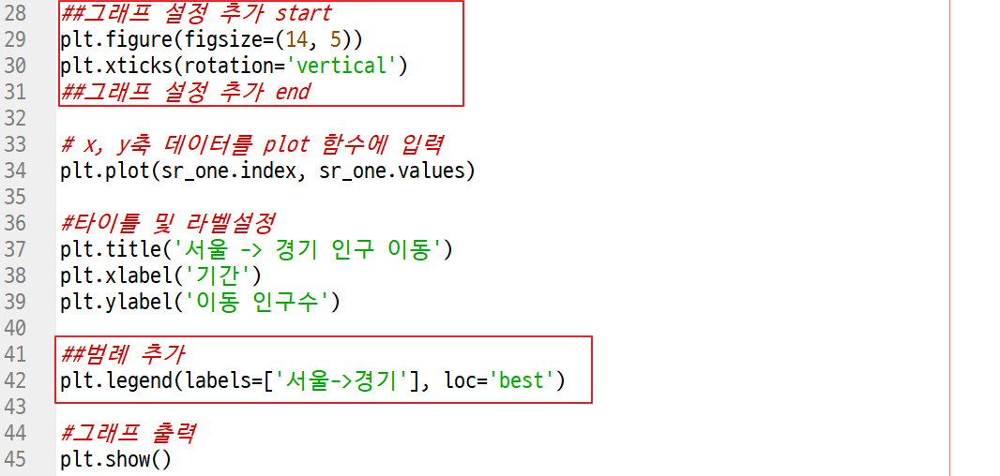 28 ##그래프 설정 추가 start
29 plt.figure(figsize=(14, 5))
30 plt.xticks(rotation='vertical')
31 ##그래프 설정 추가 end
32
33 # x, y축 데이터를 plot 함수에 입력
34 plt.plot(sr_one.index, sr_one.values)
35
36 #타이틀 및 라벨설정
37 plt.title('서울 -> 경기 인구 이동')
38 plt.xlabel('기간')
39 plt.ylabel('이동 인구수')
40
41 ##범례 추가
42 plt.legend(labels=['서울->경기'], loc='best')
43
44 #그래프 출력
45 plt.show()